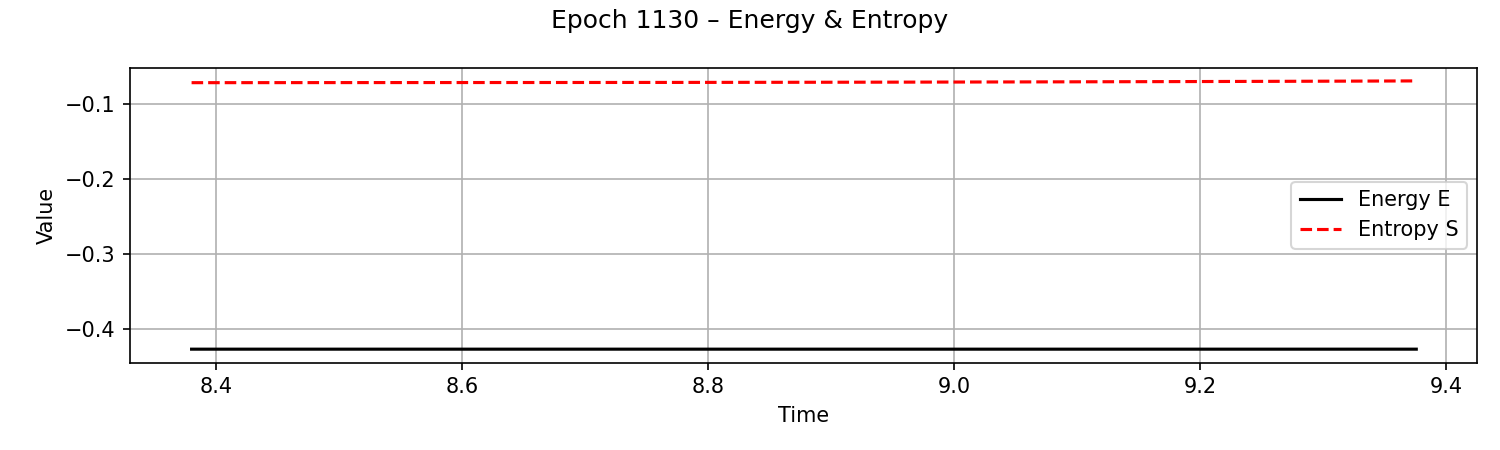 Epoch 1130 – Energy & Entropy
Value
−0.1
−0.2
−0.3
−0.4
Energy E
Entropy S
8.4 8.6 8.8 9.0 9.2 9.4
Time